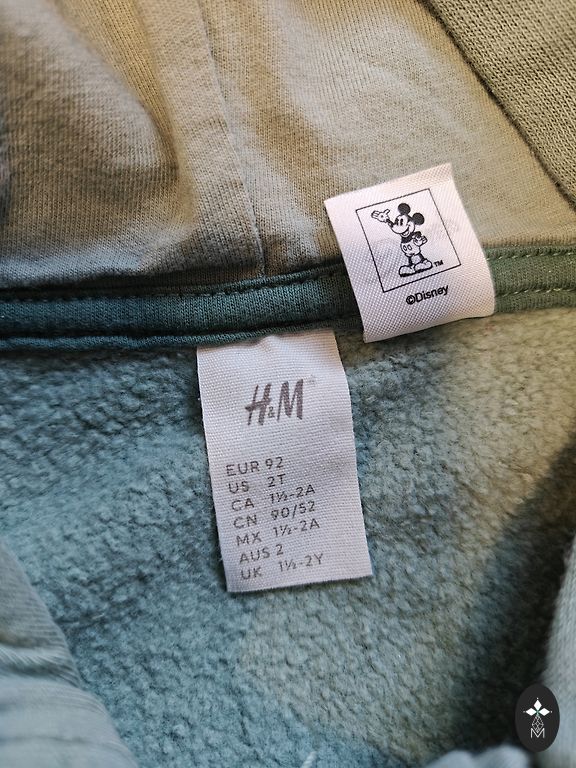 TM
©Disney
H&M
EUR 92
US 2T
CA 1½-2A
CN 90/52
MX 1½-2A
AUS 2
UK 1½-2Y
M